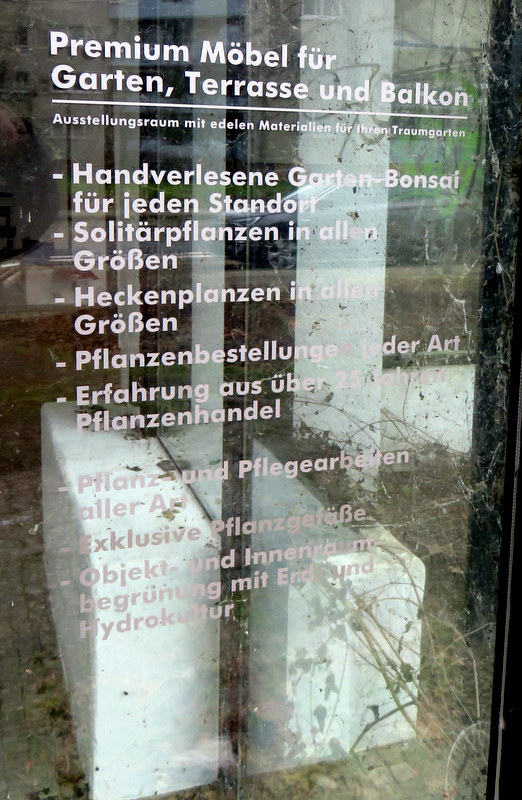 Premium Möbel für
Garten, Terrasse und Balkon
Ausstellungsraum mit edelen Materialien für Ihren Traumgarten
- Handverlesene Garten-Bonsai
für jeden Standort
- Solitärpflanzen in allen
Größen
- Heckenplanzen in allen
Größen
- Pflanzenbestellungen jeder Art
- Erfahrung aus über 25 Jahren
Pflanzenhandel
- Pflanz- und Pflegearbeiten
aller Art
- Exklusive Pflanzgefäße
- Objekt- und Innenraum-
begrünung mit Erd- und
Hydrokultur